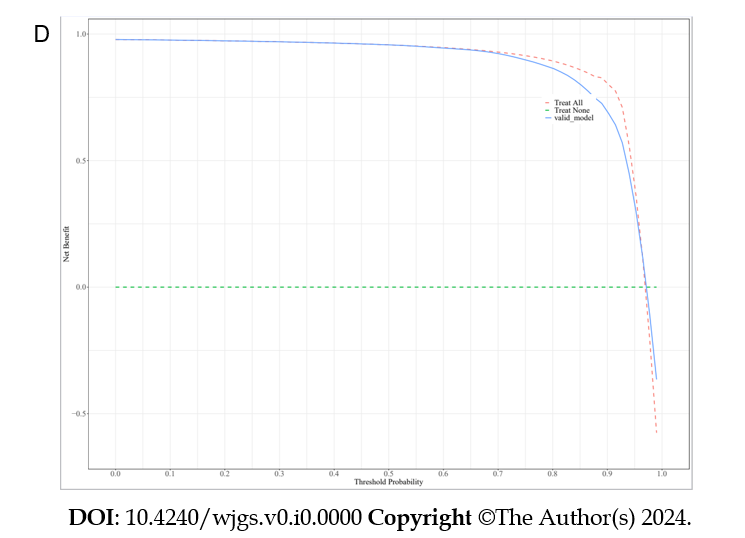 D
1.0
0.5
0.0
−0.5
Net Benefit
Treat All
Treat None
valid_model
0.0 0.1 0.2 0.3 0.4 0.5 0.6 0.7 0.8 0.9 1.0
Threshold Probability
DOI: 10.4240/wjgs.v0.i0.0000 Copyright ©The Author(s) 2024.